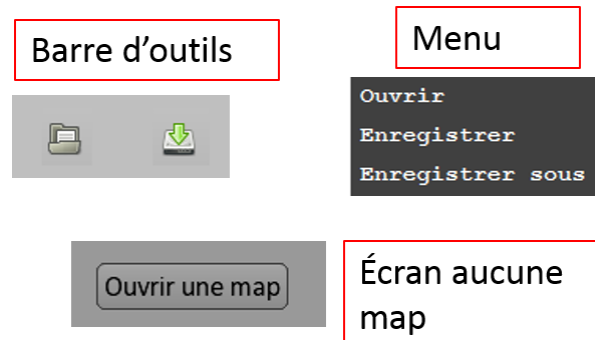 Barre d’outils
Menu
Ouvrir
Enregistrer
Enregistrer sous
Ouvrir une map
Écran aucune
map